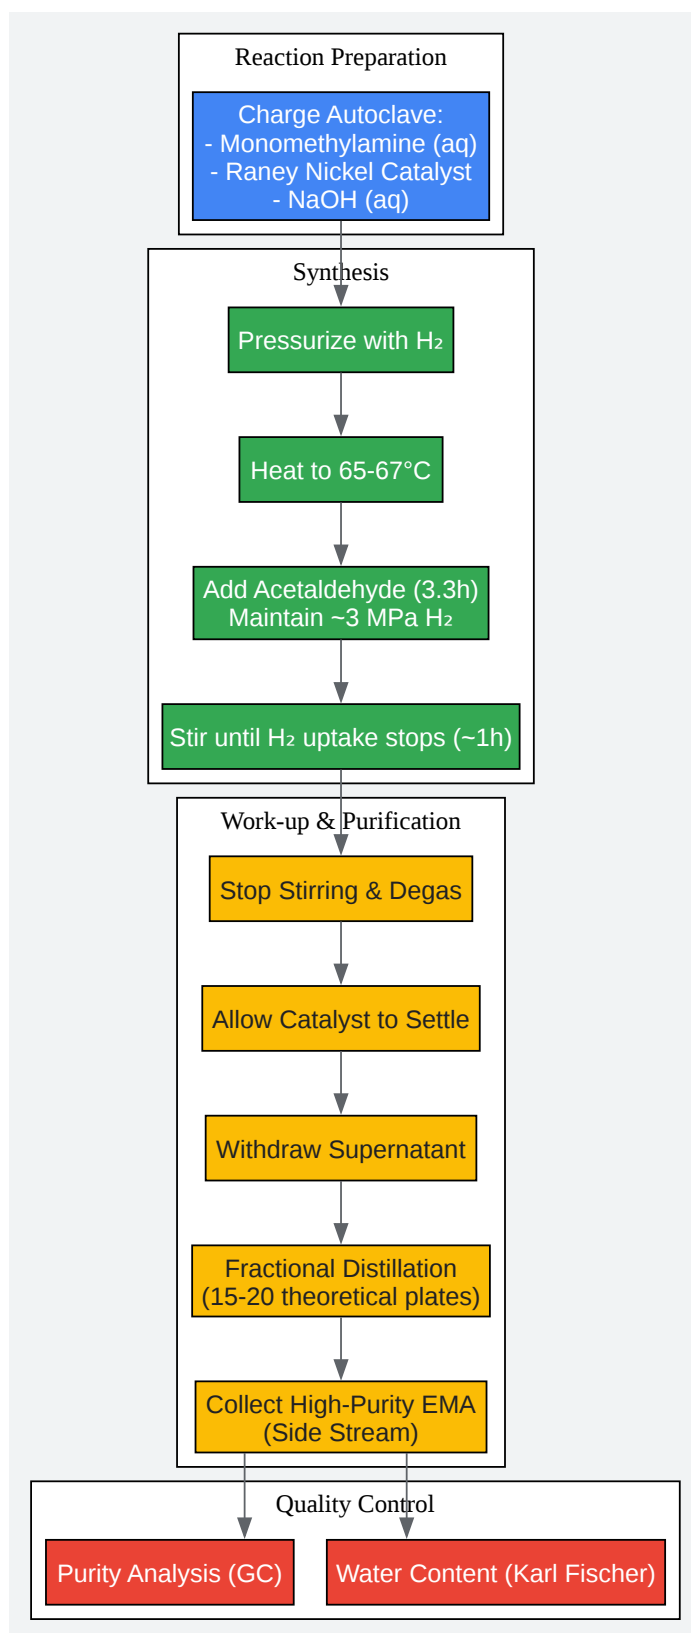 Reaction Preparation
Charge Autoclave:
- Monomethylamine (aq)
- Raney Nickel Catalyst
- NaOH (aq)
Synthesis
Pressurize with H₂
Heat to 65-67°C
Add Acetaldehyde (3.3h)
Maintain ~3 MPa H₂
Stir until H₂ uptake stops (~1h)
Work-up & Purification
Stop Stirring & Degas
Allow Catalyst to Settle
Withdraw Supernatant
Fractional Distillation
(15-20 theoretical plates)
Collect High-Purity EMA
(Side Stream)
Quality Control
Purity Analysis (GC)
Water Content (Karl Fischer)